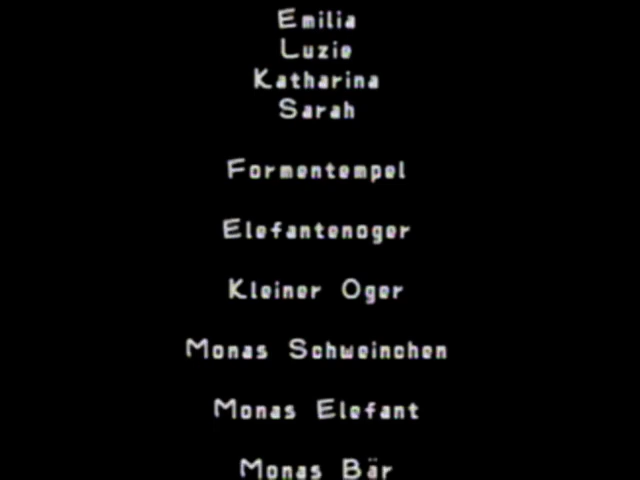 Emilia
Luzie
Katharina
Sarah
Formentempel
Elefantenoger
Kleiner Oger
Monas Schweinchen
Monas Elefant
Monas Bär